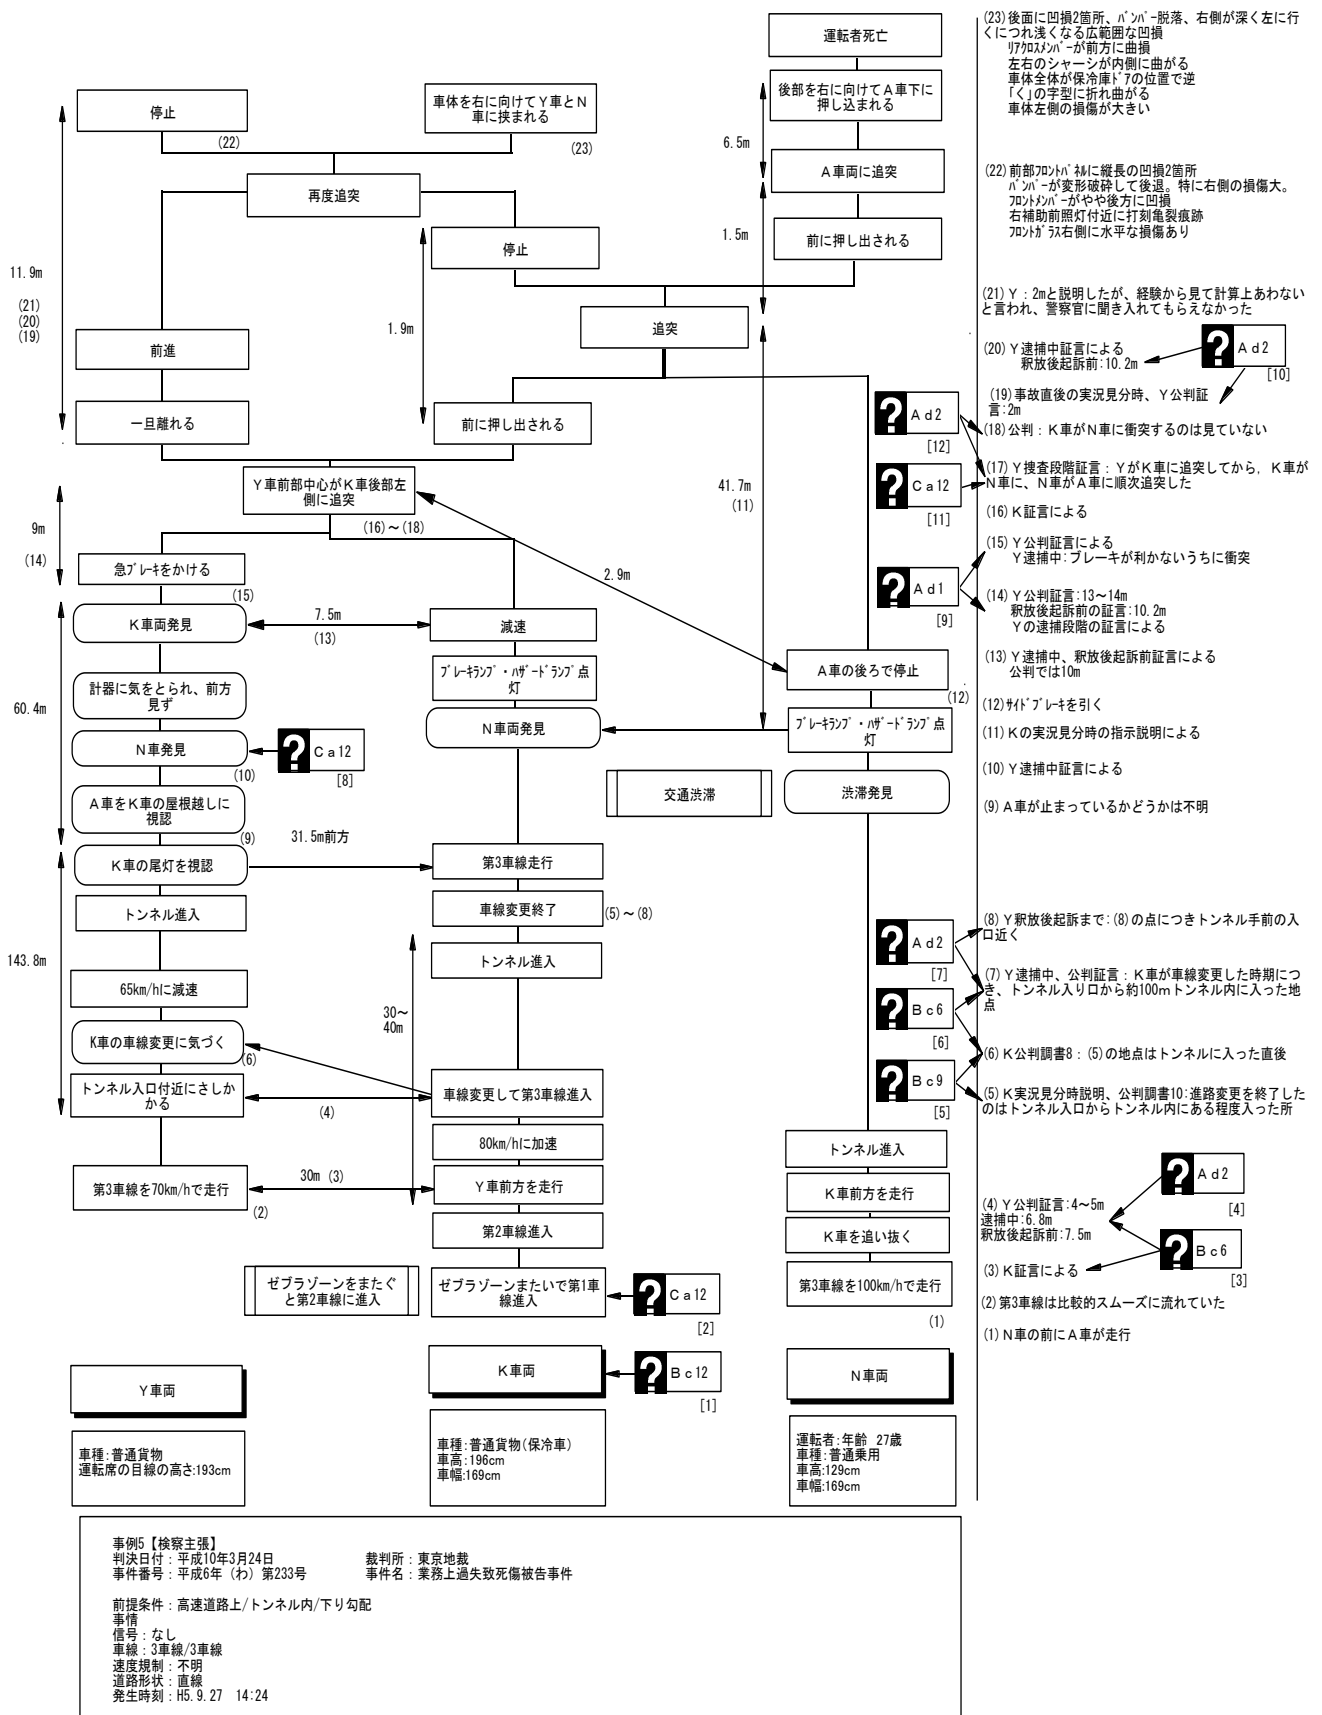 運転者死亡
後部を右に向けてA車下に
押し込まれる
6.5m
A車両に追突
1.5m
前に押し出される
停止
(22)
車体を右に向けてY車とN
車に挟まれる
(23)
再度追突
停止
11.9m
(21)
(20)
(19)
1.9m
追突
前進
一旦離れる
前に押し出される
Y車前部中心がK車後部左
側に追突
(16)~(18)
41.7m
(11)
9m
(14)
急ブレーキをかける
(15)
2.9m
K車両発見
7.5m
(13)
減速
ブレーキランプ・ハザードランプ点
灯
A車の後ろで停止
(12)
計器に気をとられ、前方
見ず
60.4m
N車両発見
ブレーキランプ・ハザードランプ点
灯
N車発見
(10)
? Ca12
[8]
交通渋滞
渋滞発見
A車をK車の屋根越しに
視認
(9)
31.5m前方
K車の尾灯を視認
第3車線走行
トンネル進入
車線変更終了
(5)~(8)
143.8m
トンネル進入
65km/hに減速
30~
40m
K車の車線変更に気づく
(6)
トンネル入口付近にさしか
かる
(4)
車線変更して第3車線進入
80km/hに加速
トンネル進入
第3車線を70km/hで走行
(2)
30m (3)
Y車前方を走行
K車前方を走行
第2車線進入
K車を追い抜く
ゼブラゾーンをまたぐ
と第2車線に進入
ゼブラゾーンまたいで第1車
線進入
? Ca12
[2]
第3車線を100km/hで走行
(1)
Y車両
K車両
? Bc12
[1]
N車両
車種:普通貨物
運転席の目線の高さ:193cm
車種:普通貨物(保冷車)
車高:196cm
車幅:169cm
運転者:年齢 27歳
車種:普通乗用
車高:129cm
車幅:169cm
? Ad2
[12]
? Ca12
[11]
? Ad1
[9]
? Ad2
[7]
? Bc6
[6]
? Bc9
[5]
(23)後面に凹損2箇所、バンパー脱落、右側が深く左に行
くにつれ浅くなる広範囲な凹損
リアクロスメンバーが前方に曲損
左右のシャーシが内側に曲がる
車体全体が保冷庫ドアの位置で逆
「く」の字型に折れ曲がる
車体左側の損傷が大きい
(22)前部フロントパネルに縦長の凹損2箇所
バンパーが変形破砕して後退。特に右側の損傷大。
フロントメンバーがやや後方に凹損
右補助前照灯付近に打刻亀裂痕跡
フロントガラス右側に水平な損傷あり
(21)Y:2mと説明したが、経験から見て計算上あわない
と言われ、警察官に聞き入れてもらえなかった
(20)Y逮捕中証言による
釈放後起訴前:10.2m
? Ad2
[10]
(19)事故直後の実況見分時、Y公判証
言:2m
(18)公判:K車がN車に衝突するのは見ていない
(17)Y捜査段階証言:YがK車に追突してから, K車が
N車に、N車がA車に順次追突した
(16)K証言による
(15)Y公判証言による
Y逮捕中:ブレーキが利かないうちに衝突
(14)Y公判証言:13~14m
釈放後起訴前の証言:10.2m
Yの逮捕段階の証言による
(13)Y逮捕中、釈放後起訴前証言による
公判では10m
(12)サイドブレーキを引く
(11)Kの実況見分時の指示説明による
(10)Y逮捕中証言による
(9)A車が止まっているかどうかは不明
(8)Y釈放後起訴まで:(8)の点につきトンネル手前の入
口近く
(7)Y逮捕中、公判証言:K車が車線変更した時期につ
き、トンネル入り口から約100mトンネル内に入った地
点
(6)K公判調書8:(5)の地点はトンネルに入った直後
(5)K実況見分時説明、公判調書10:進路変更を終了した
のはトンネル入口からトンネル内にある程度入った所
? Ad2
[4]
(4)Y公判証言:4~5m
逮捕中:6.8m
釈放後起訴前:7.5m
? Bc6
[3]
(3)K証言による
(2)第3車線は比較的スムーズに流れていた
(1)N車の前にA車が走行
事例5【検察主張】
判決日付:平成10年3月24日 裁判所:東京地裁
事件番号:平成6年(わ)第233号 事件名:業務上過失致死傷被告事件
前提条件:高速道路上/トンネル内/下り勾配
事情
信号:なし
車線:3車線/3車線
速度規制:不明
道路形状:直線
発生時刻:H5.9.27 14:24